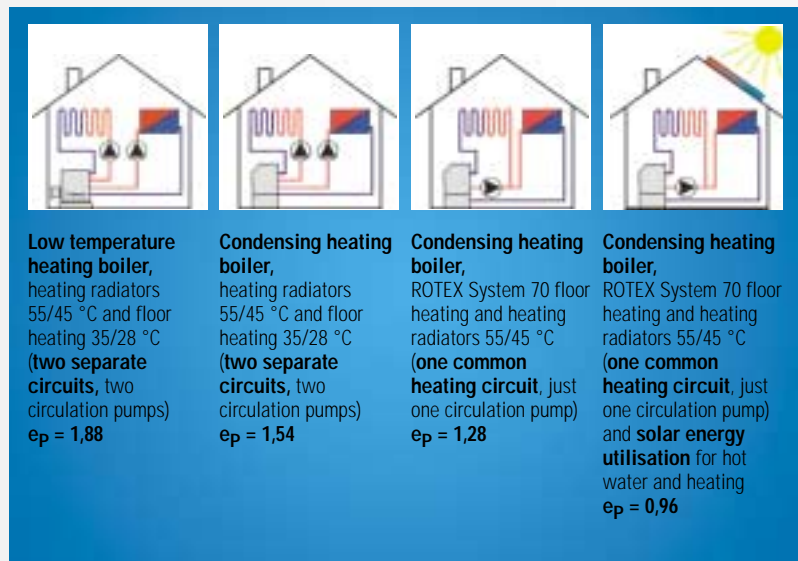 Low temperature
heating boiler,
heating radiators
55/45 °C and floor
heating 35/28 °C
(two separate
circuits, two
circulation pumps)
eP = 1,88
Condensing heating
boiler,
heating radiators
55/45 °C and floor
heating 35/28 °C
(two separate
circuits, two
circulation pumps)
eP = 1,54
Condensing heating
boiler,
ROTEX System 70 floor
heating and heating
radiators 55/45 °C
(one common
heating circuit, just
one circulation pump)
eP = 1,28
Condensing heating
boiler,
ROTEX System 70 floor
heating and heating
radiators 55/45 °C
(one common
heating circuit, just
one circulation pump)
and solar energy
utilisation for hot
water and heating
eP = 0,96